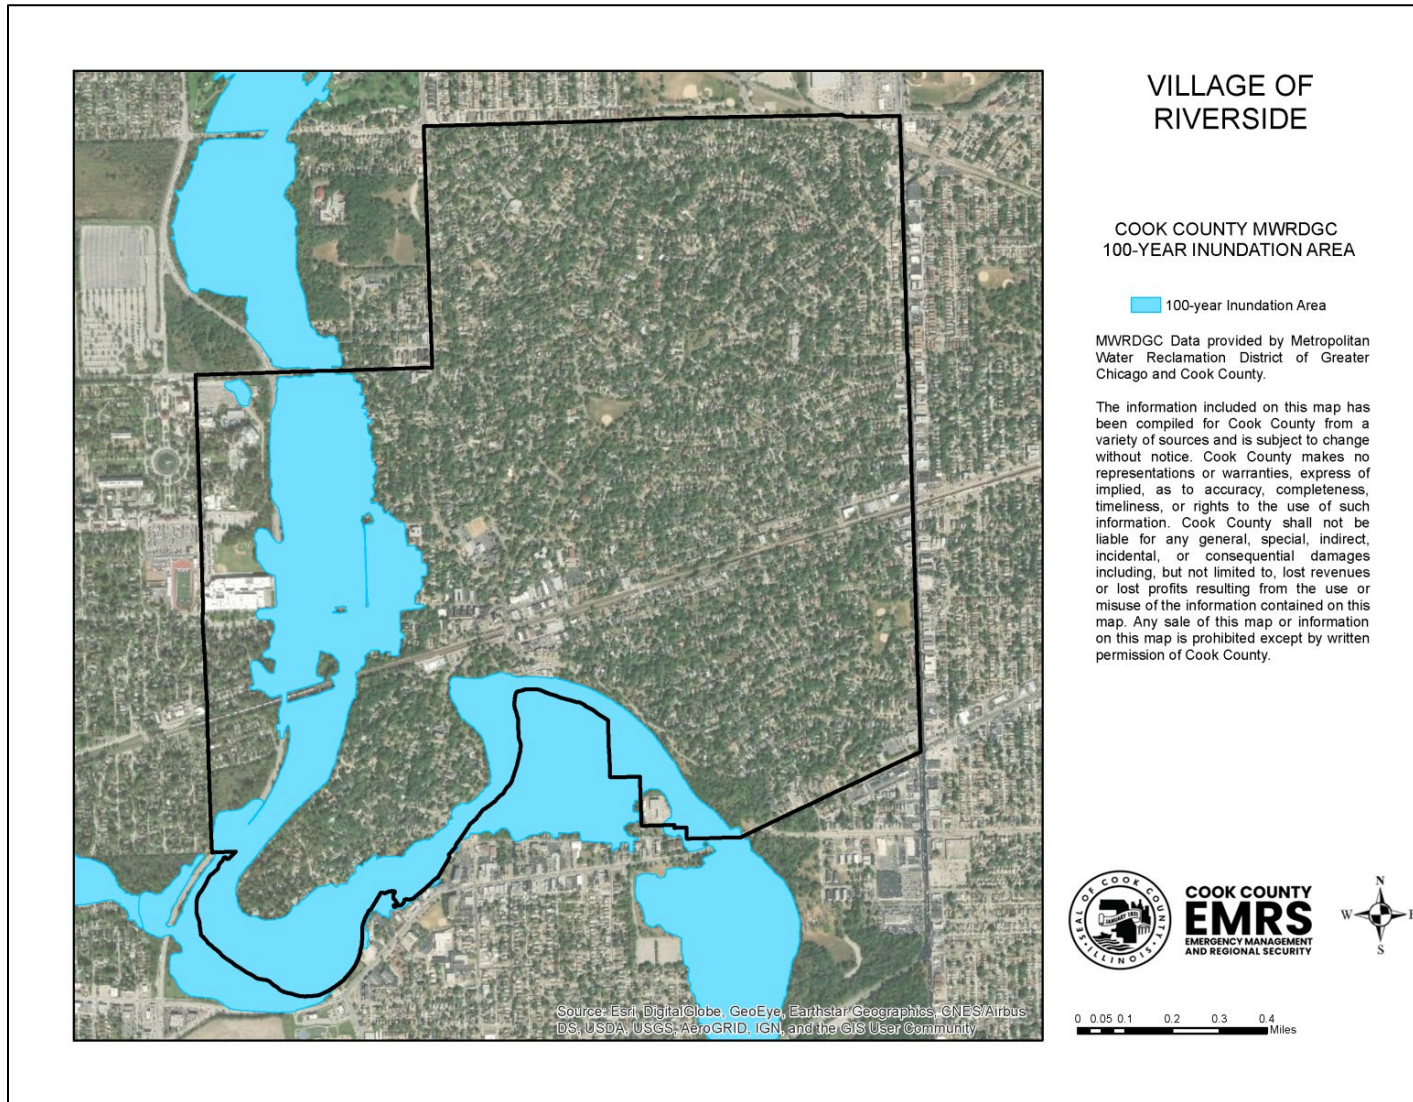 VILLAGE OF
RIVERSIDE
COOK COUNTY MWRDGC
100-YEAR INUNDATION AREA
100-year Inundation Area
MWRDGC Data provided by Metropolitan
Water Reclamation District of Greater
Chicago and Cook County.
The information included on this map has
been compiled for Cook County from a
variety of sources and is subject to change
without notice. Cook County makes no
representations or warranties, express of
implied, as to accuracy, completeness,
timeliness, or rights to the use of such
information. Cook County shall not be
liable for any general, special, indirect,
incidental, or consequential damages
including, but not limited to, lost revenues
or lost profits resulting from the use or
misuse of the information contained on this
map. Any sale of this map or information
on this map is prohibited except by written
permission of Cook County.
SEAL OF COOK COUNTY
JANUARY 1831
ILLINOIS
COOK COUNTY
EMRS
EMERGENCY MANAGEMENT
AND REGIONAL SECURITY
N
W E
S
Source: Esri, DigitalGlobe, GeoEye, Earthstar Geographics, CNES/Airbus
DS, USDA, USGS, AeroGRID, IGN, and the GIS User Community
0 0.05 0.1 0.2 0.3 0.4
Miles